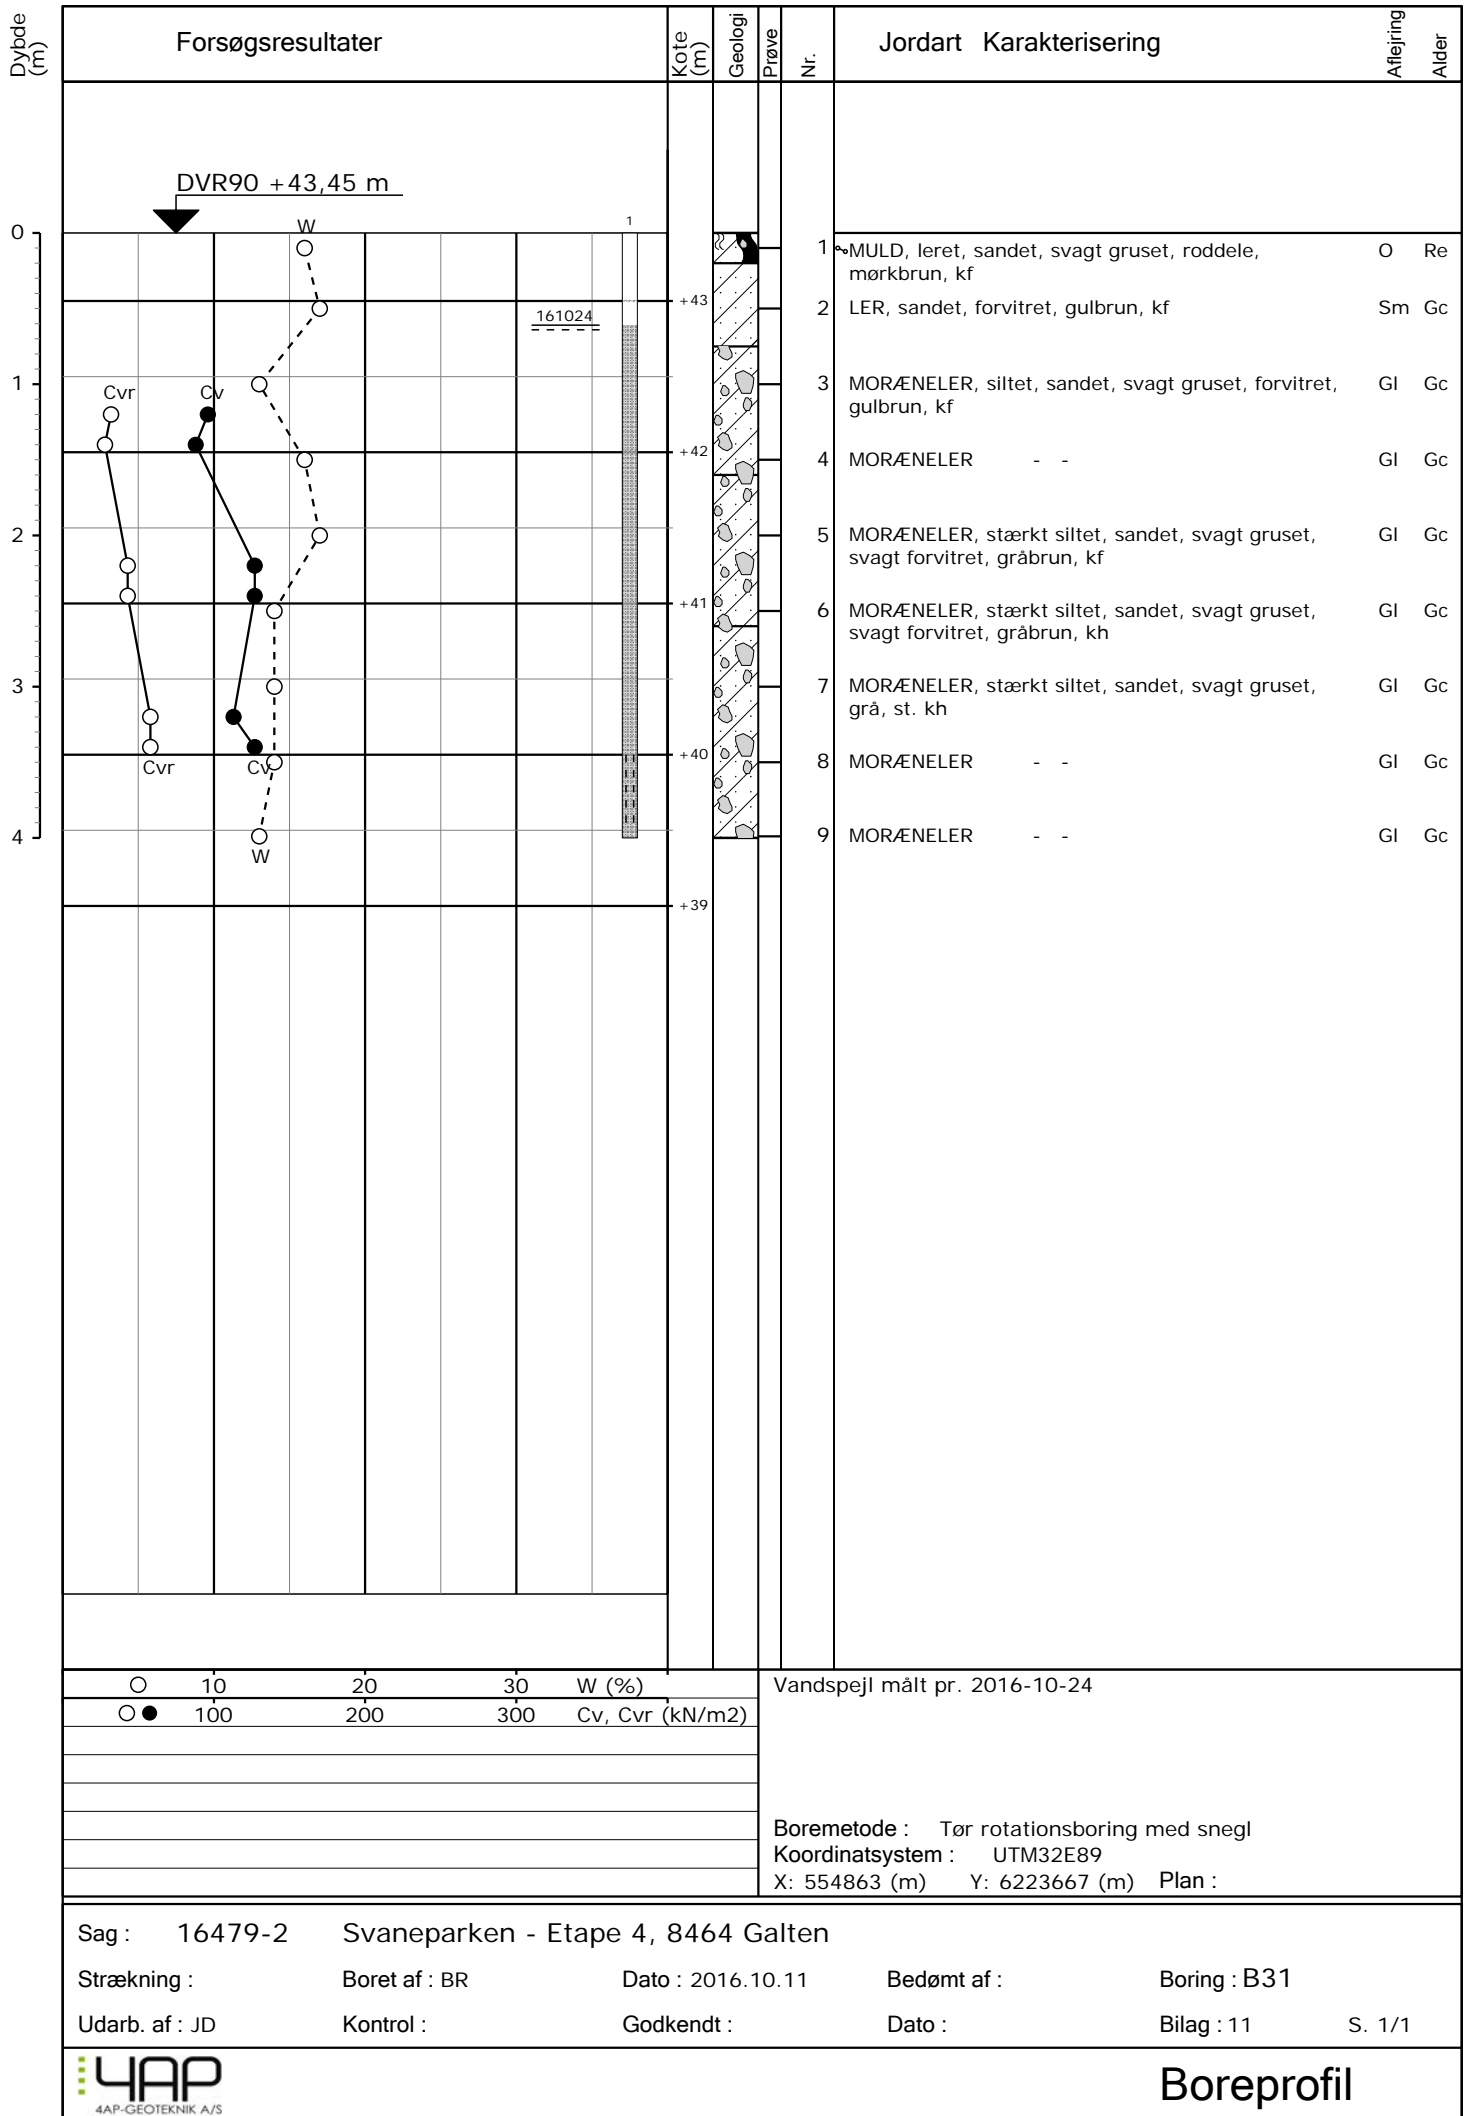 Dybde (m)
Forsøgsresultater
Kote (m)
Geologi
Prøve
Nr.
Jordart Karakterisering
Aflejring
Alder
DVR90 +43,45 m
W
1
0
1 MULD, leret, sandet, svagt gruset, roddele, O Re
mørkbrun, kf
+43
2 LER, sandet, forvitret, gulbrun, kf Sm Gc
161024
1
Cvr
Cv
3 MORÆNELER, siltet, sandet, svagt gruset, forvitret, Gl Gc
gulbrun, kf
+42
4 MORÆNELER - - Gl Gc
2
5 MORÆNELER, stærkt siltet, sandet, svagt gruset, Gl Gc
svagt forvitret, gråbrun, kf
+41
6 MORÆNELER, stærkt siltet, sandet, svagt gruset, Gl Gc
svagt forvitret, gråbrun, kh
3
7 MORÆNELER, stærkt siltet, sandet, svagt gruset, Gl Gc
grå, st. kh
+40
Cvr
Cv
8 MORÆNELER - - Gl Gc
4
9 MORÆNELER - - Gl Gc
W
+39
10 20 30 W (%)
100 200 300 Cv, Cvr (kN/m2)
Vandspejl målt pr. 2016-10-24
Boremetode : Tør rotationsboring med snegl
Koordinatsystem : UTM32E89
X: 554863 (m) Y: 6223667 (m) Plan :
Sag : 16479-2 Svaneparken - Etape 4, 8464 Galten
Strækning : Boret af : BR Dato : 2016.10.11 Bedømt af : Boring : B31
Udarb. af : JD Kontrol : Godkendt : Dato : Bilag : 11 S. 1/1
4AP
4AP-GEOTEKNIK A/S
Boreprofil